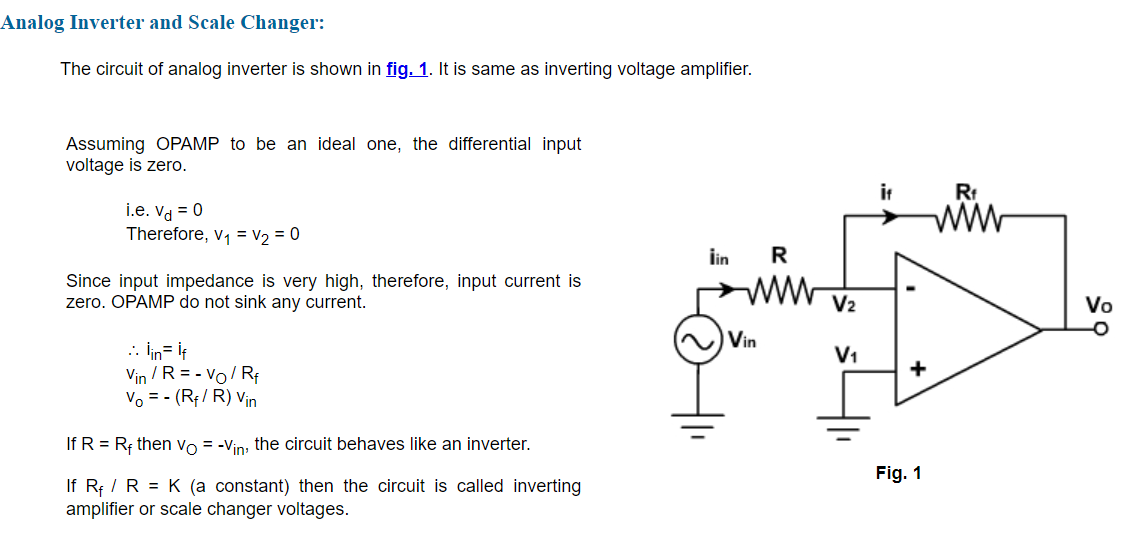 Analog Inverter and Scale Changer:
The circuit of analog inverter is shown in fig. 1. It is same as inverting voltage amplifier.
Assuming OPAMP to be an ideal one, the differential input
voltage is zero.
i.e. vd = 0
Therefore, v1 = v2 = 0
Since input impedance is very high, therefore, input current is
zero. OPAMP do not sink any current.
∴ iin= if
vin / R = - vO / Rf
vo = - (Rf / R) vin
If R = Rf then vO = -vin, the circuit behaves like an inverter.
If Rf / R = K (a constant) then the circuit is called inverting
amplifier or scale changer voltages.
if
Rf
iin
R
V2
-
Vo
Vin
V1
+
Fig. 1